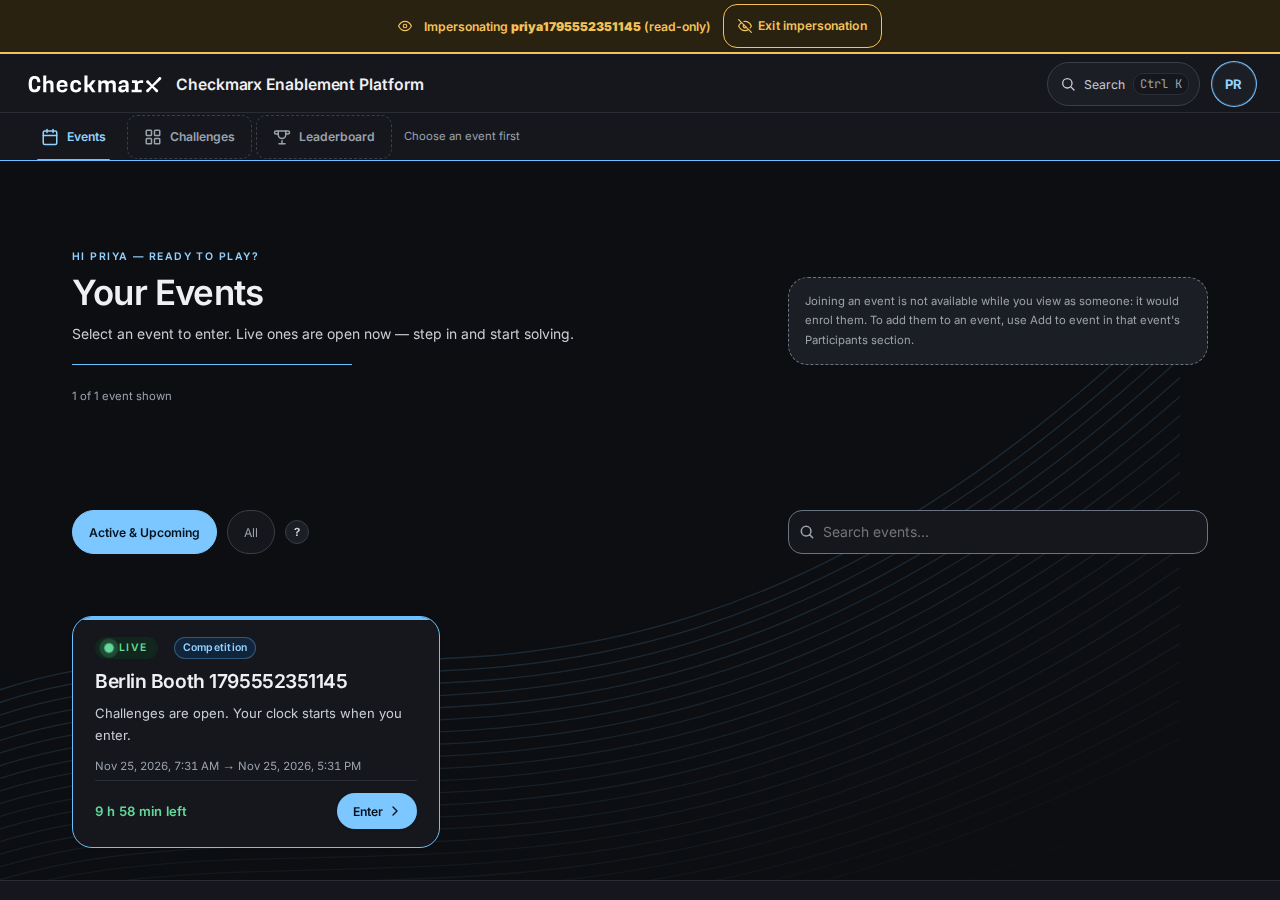 Impersonating priya1795552351145 (read-only)
Exit impersonation
Checkmarx
Checkmarx Enablement Platform
Search
Ctrl K
PR
Events
Challenges
Leaderboard
Choose an event first
HI PRIYA — READY TO PLAY?
Your Events
Select an event to enter. Live ones are open now — step in and start solving.
1 of 1 event shown
Joining an event is not available while you view as someone: it would
enrol them. To add them to an event, use Add to event in that event's
Participants section.
Active & Upcoming
All
?
Search events...
LIVE
Competition
Berlin Booth 1795552351145
Challenges are open. Your clock starts when you
enter.
Nov 25, 2026, 7:31 AM → Nov 25, 2026, 5:31 PM
9 h 58 min left
Enter